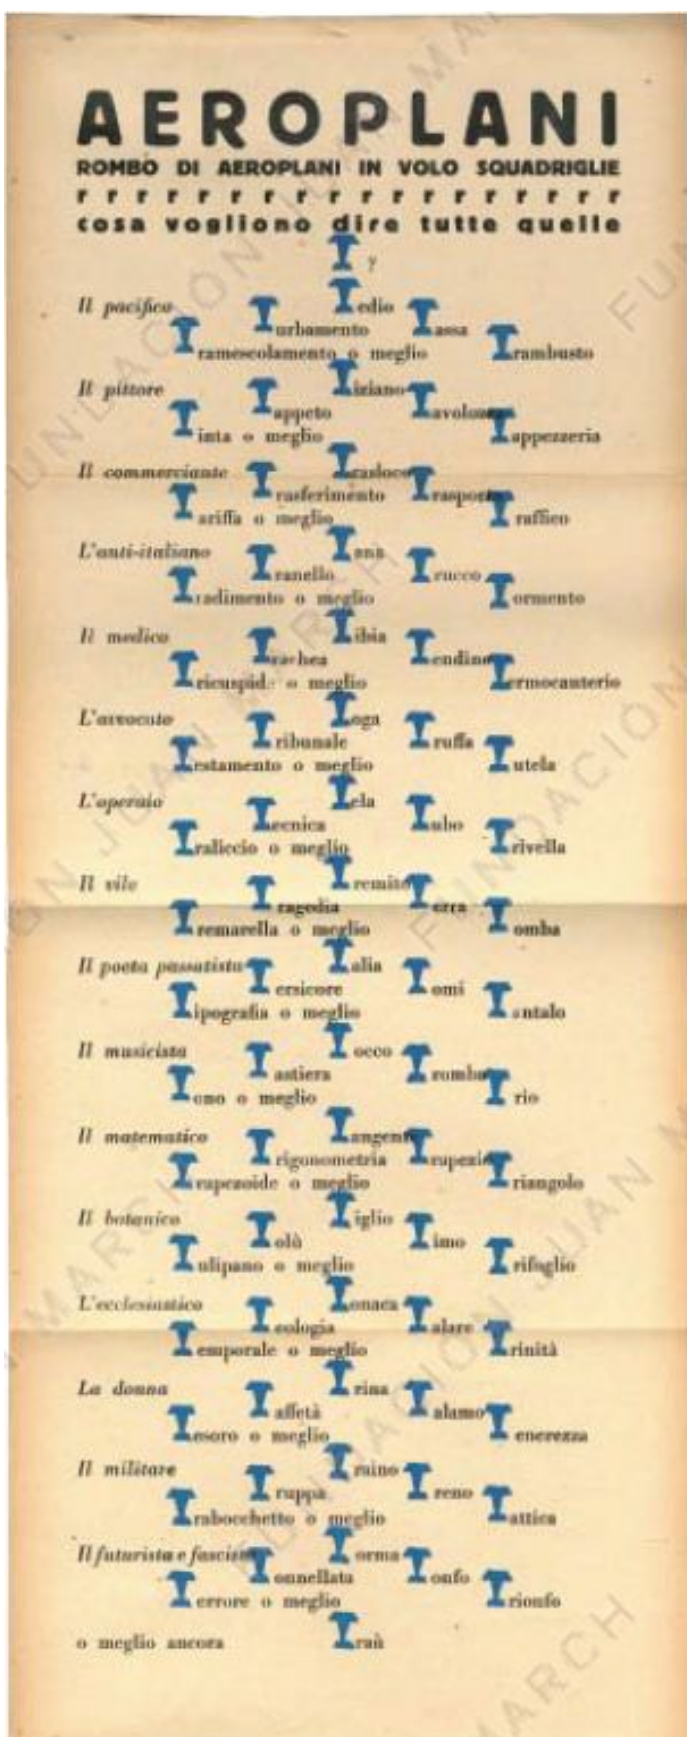 AEROPLANI
ROMBO DI AEROPLANI IN VOLO SQUADRIGLIE
r r r r r r r r r r r r r r r r r r
cosa vogliono dire tutte quelle
T ?
Il pacifico Tedio
Turbamento Tassa
Tramescolamento o meglio Trambusto
Il pittore Tiziano
Tappeto Tavolozza
Tinta o meglio Tappezzeria
Il commerciante Trasloco
Trasferimento Trasporto
Tariffa o meglio Traffico
L'anti-italiano Tana
Tranello Trucco
Tradimento o meglio Tormento
Il medico Tibia
Trachea Tendine
Tricuspide o meglio Termocauterio
L'avvocato Toga
Tribunale Truffa
Testamento o meglio Tutela
L'operaio Tela
Tecnica Tubo
Traliccio o meglio Trivella
Il vile Tremito
Tragedia Terra
Tremarella o meglio Tomba
Il poeta passatista Talia
Tersicore Tomi
Tipografia o meglio Tantalo
Il musicista Tocco
Tastiera Tromba
Tono o meglio Trio
Il matematico Tangente
Trigonometria Trapezio
Trapezoide o meglio Triangolo
Il botanico Tiglio
Tolù Timo
Tulipano o meglio Trifoglio
L'ecclesiastico Tonaca
Teologia Talare
Temporale o meglio Trinità
La donna Trina
Taffetà Talamo
Tesoro o meglio Tenerezza
Il militare Traino
Truppa Treno
Trabocchetto o meglio Tattica
Il futurista e fascista Torma
Tonnellata Tonfo
Terrore o meglio Trionfo
o meglio ancora Traù
FUNDACIÓN JUAN MARCH